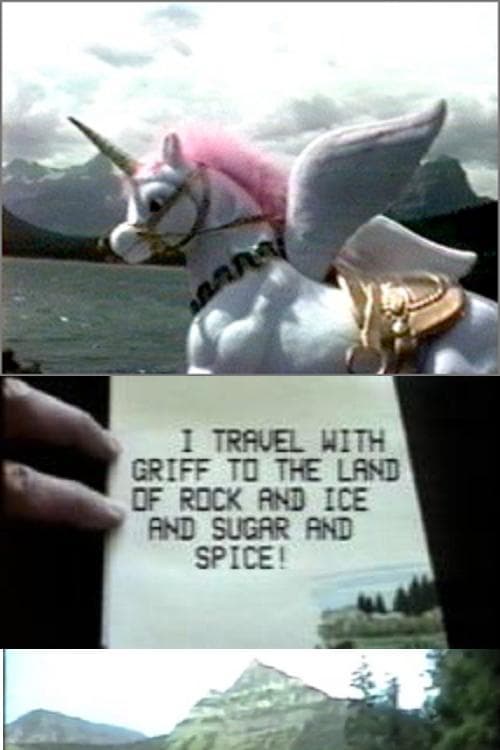 I TRAVEL WITH
GRIFF TO THE LAND
OF ROCK AND ICE
AND SUGAR AND
SPICE!